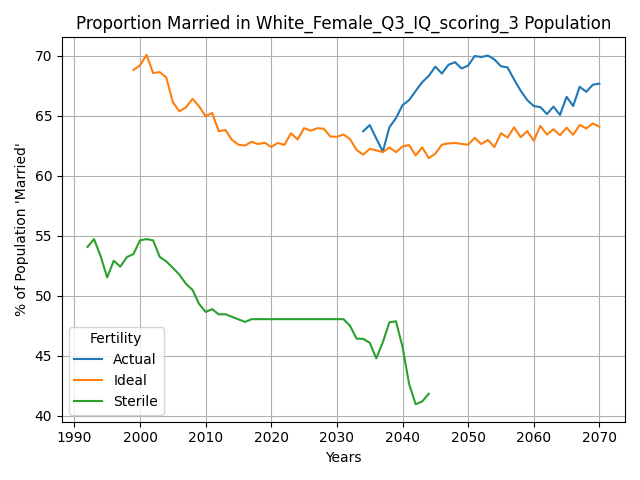 Proportion Married in White_Female_Q3_IQ_scoring_3 Population
% of Population 'Married'
70
65
60
55
50
45
40
Fertility
Actual
Ideal
Sterile
1990 2000 2010 2020 2030 2040 2050 2060 2070
Years